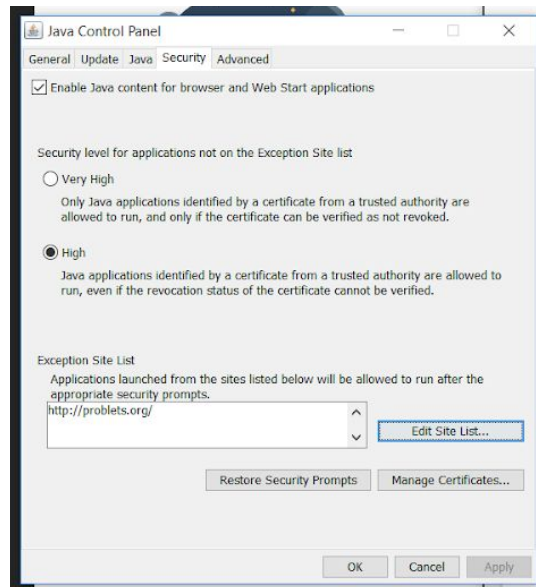 Java Control Panel
General Update Java Security Advanced
Enable Java content for browser and Web Start applications
Security level for applications not on the Exception Site list
Very High
Only Java applications identified by a certificate from a trusted authority are
allowed to run, and only if the certificate can be verified as not revoked.
High
Java applications identified by a certificate from a trusted authority are allowed to
run, even if the revocation status of the certificate cannot be verified.
Exception Site List
Applications launched from the sites listed below will be allowed to run after the
appropriate security prompts.
http://problets.org/
Edit Site List...
Restore Security Prompts Manage Certificates...
OK Cancel Apply